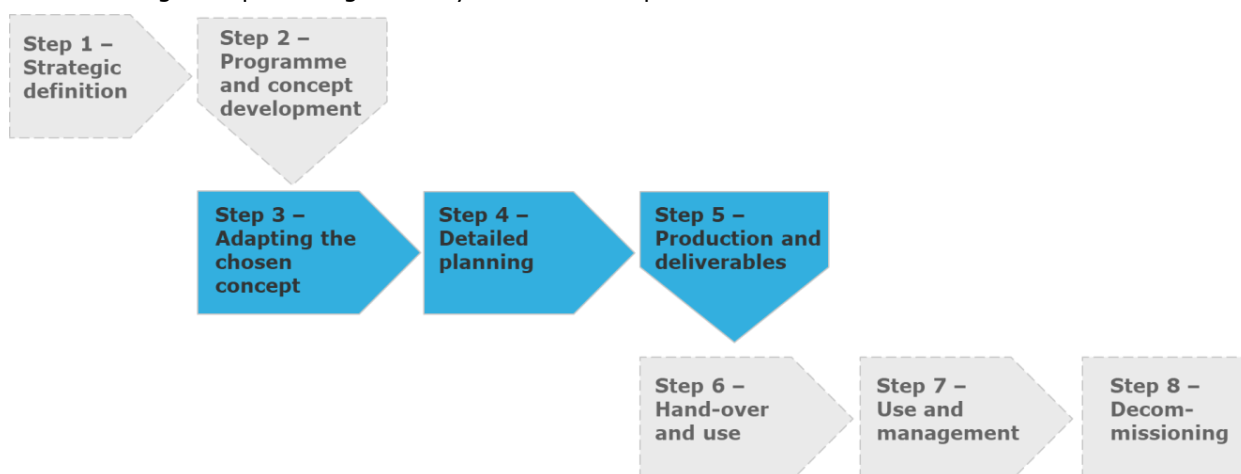 Step 1 –
Strategic
definition
Step 2 –
Programme
and concept
development
Step 3 –
Adapting the
chosen
concept
Step 4 –
Detailed
planning
Step 5 –
Production and
deliverables
Step 6 –
Hand-over
and use
Step 7 –
Use and
management
Step 8 –
Decom-
missioning